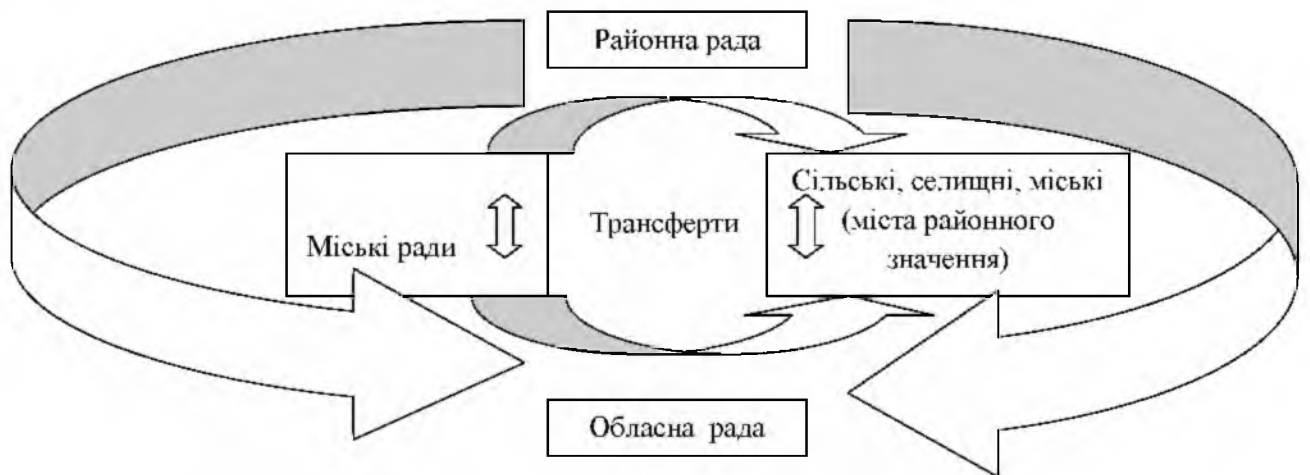 Районна рада
Сільські, селищні, міські
(міста районного
значення)
Трансферти
Міські ради
Обласна рада